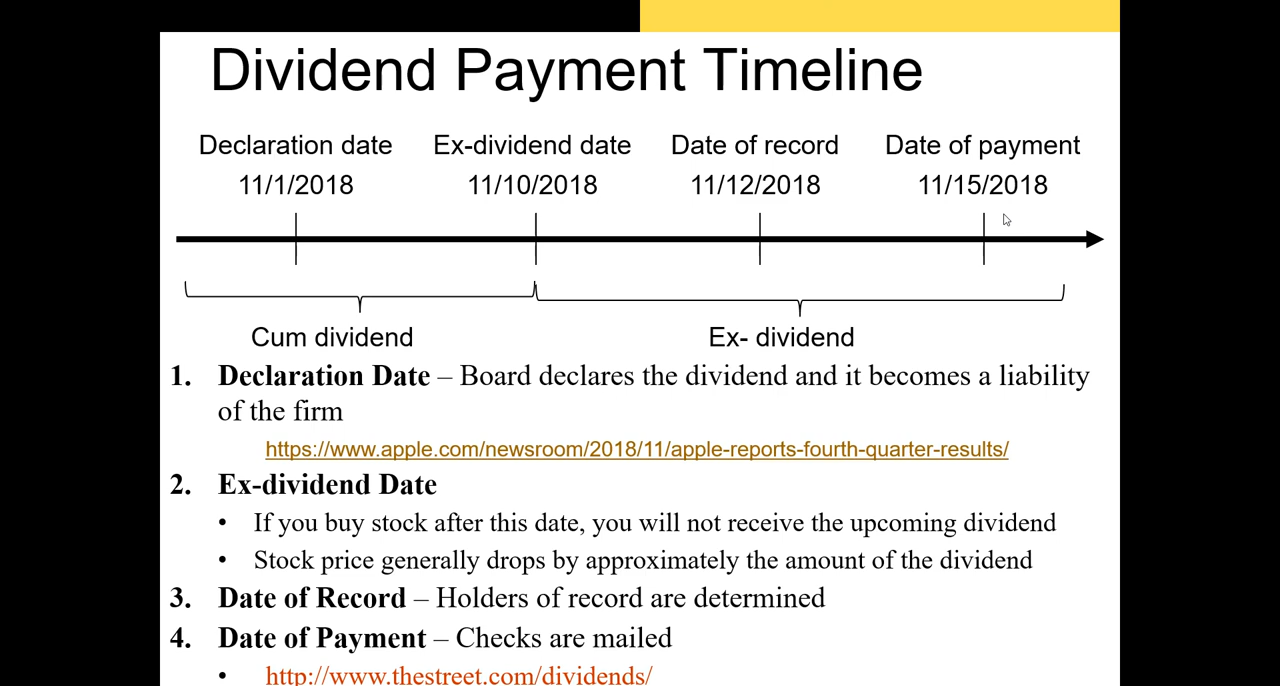 Dividend Payment Timeline
Declaration date Ex-dividend date Date of record Date of payment
11/1/2018 11/10/2018 11/12/2018 11/15/2018
Cum dividend Ex- dividend
1. Declaration Date – Board declares the dividend and it becomes a liability
of the firm
https://www.apple.com/newsroom/2018/11/apple-reports-fourth-quarter-results/
2. Ex-dividend Date
• If you buy stock after this date, you will not receive the upcoming dividend
• Stock price generally drops by approximately the amount of the dividend
3. Date of Record – Holders of record are determined
4. Date of Payment – Checks are mailed
• http://www.thestreet.com/dividends/